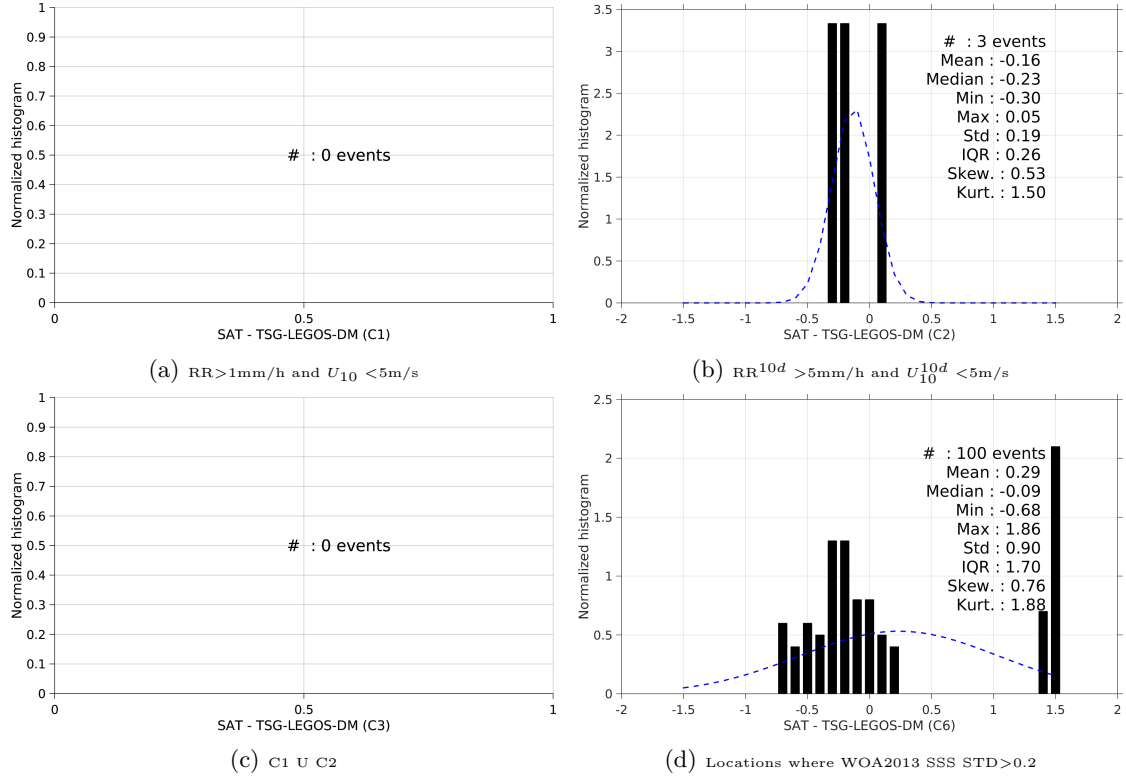 1
0.9
0.8
0.7
0.6
0.5
0.4
0.3
0.2
0.1
0
Normalized histogram
# : 0 events
0 0.5 1
SAT - TSG-LEGOS-DM (C1)
(a) RR>1mm/h and U10 <5m/s
3.5
3
2.5
2
1.5
1
0.5
0
Normalized histogram
# : 3 events
Mean : -0.16
Median : -0.23
Min : -0.30
Max : 0.05
Std : 0.19
IQR : 0.26
Skew. : 0.53
Kurt. : 1.50
-2 -1.5 -1 -0.5 0 0.5 1 1.5 2
SAT - TSG-LEGOS-DM (C2)
(b) RR10d >5mm/h and U10d10 <5m/s
1
0.9
0.8
0.7
0.6
0.5
0.4
0.3
0.2
0.1
0
Normalized histogram
# : 0 events
0 0.5 1
SAT - TSG-LEGOS-DM (C3)
(c) C1 U C2
2.5
2
1.5
1
0.5
0
Normalized histogram
# : 100 events
Mean : 0.29
Median : -0.09
Min : -0.68
Max : 1.86
Std : 0.90
IQR : 1.70
Skew. : 0.76
Kurt. : 1.88
-2 -1.5 -1 -0.5 0 0.5 1 1.5 2
SAT - TSG-LEGOS-DM (C6)
(d) Locations where WOA2013 SSS STD>0.2